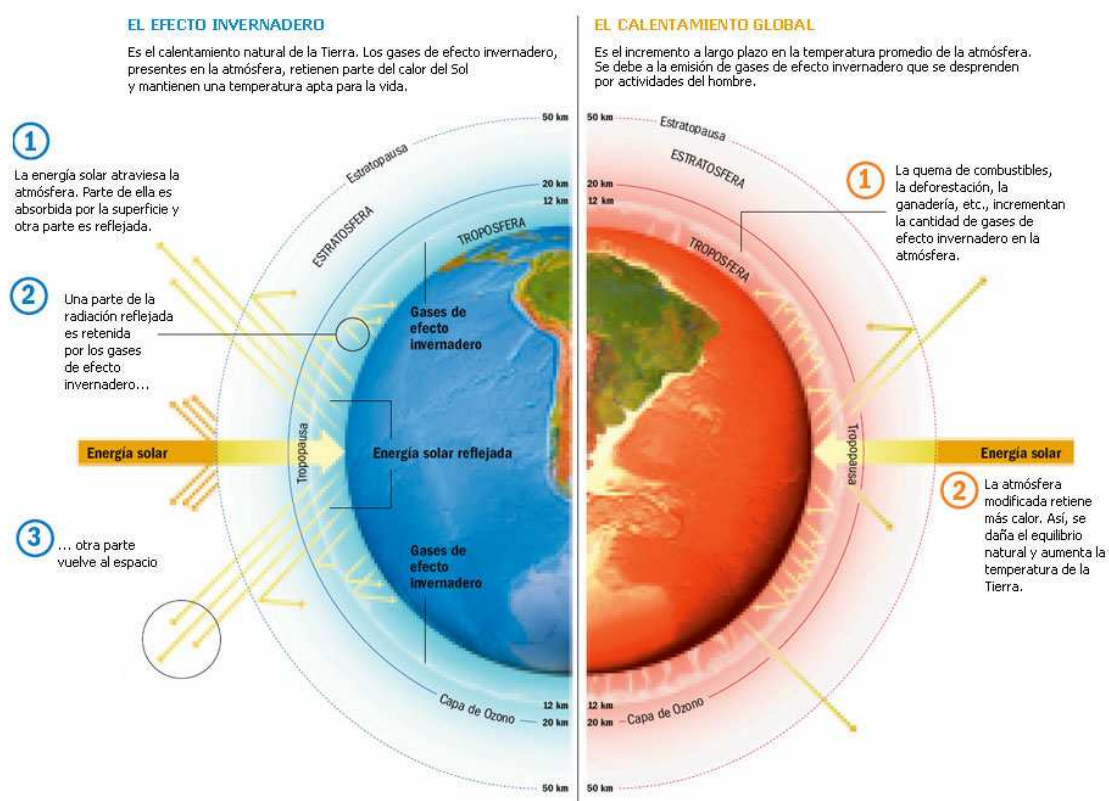 EL EFECTO INVERNADERO
Es el calentamiento natural de la Tierra. Los gases de efecto invernadero,
presentes en la atmósfera, retienen parte del calor del Sol
y mantienen una temperatura apta para la vida.
1
La energía solar atraviesa la
atmósfera. Parte de ella es
absorbida por la superficie y
otra parte es reflejada.
2
Una parte de la
radiación reflejada
es retenida
por los gases
de efecto
invernadero...
Energía solar
3
... otra parte
vuelve al espacio
50 km
Estratopausa
ESTRATOSFERA
20 km
12 km
TROPOSFERA
Gases de
efecto
invernadero
Tropopausa
Energía solar reflejada
Gases de
efecto
invernadero
Capa de Ozono
12 km
20 km
50 km
EL CALENTAMIENTO GLOBAL
Es el incremento a largo plazo en la temperatura promedio de la atmósfera.
Se debe a la emisión de gases de efecto invernadero que se desprenden
por actividades del hombre.
50 km
Estratopausa
ESTRATOSFERA
20 km
12 km
TROPOSFERA
1
La quema de combustibles,
la deforestación, la
ganadería, etc., incrementan
la cantidad de gases de
efecto invernadero en la
atmósfera.
Tropopausa
Energía solar
2
La atmósfera
modificada retiene
más calor. Así, se
daña el equilibrio
natural y aumenta la
temperatura de la
Tierra.
12 km
20 km
Capa de Ozono
50 km